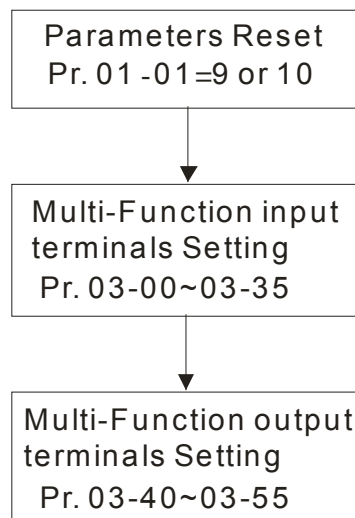 Parameters Reset
Pr. 01-01=9 or 10
Multi-Function input
terminals Setting
Pr. 03-00~03-35
Multi-Function output
terminals Setting
Pr. 03-40~03-55